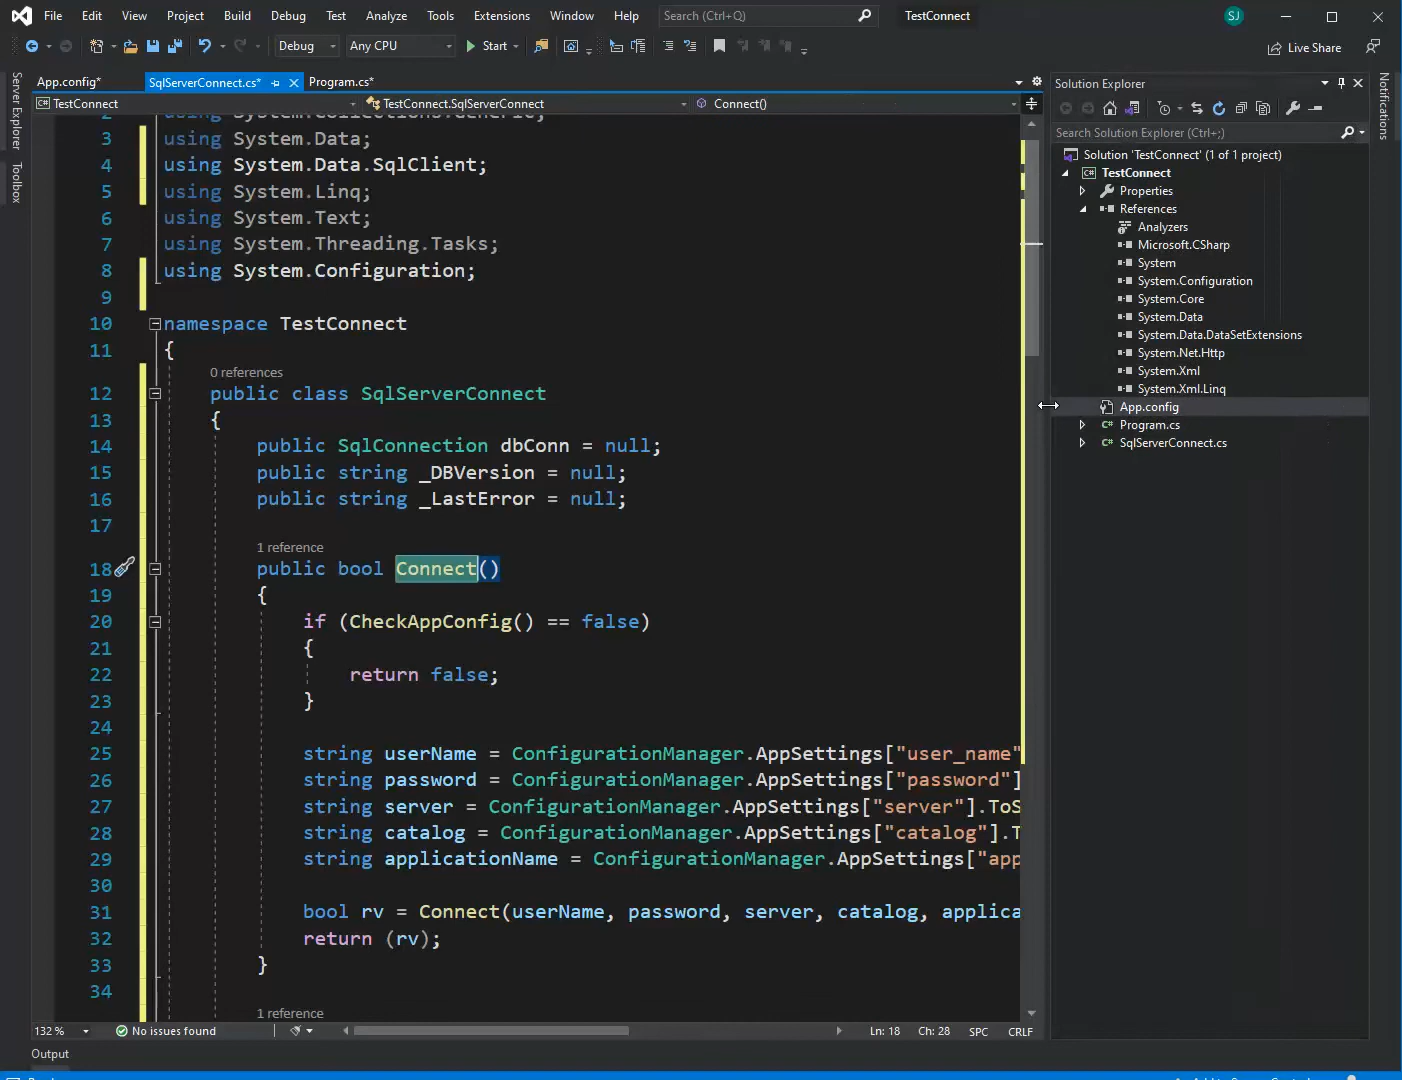 File Edit View Project Build Debug Test Analyze Tools Extensions Window Help Search (Ctrl+Q) TestConnect SJ
Debug Any CPU Start Live Share
Server Explorer
Toolbox
App.config* SqlServerConnect.cs* Program.cs*
TestConnect TestConnect.SqlServerConnect Connect()
2 using System.Collections.Generic;
3 using System.Data;
4 using System.Data.SqlClient;
5 using System.Linq;
6 using System.Text;
7 using System.Threading.Tasks;
8 using System.Configuration;
9
10 namespace TestConnect
11 {
0 references
12 public class SqlServerConnect
13 {
14 public SqlConnection dbConn = null;
15 public string _DBVersion = null;
16 public string _LastError = null;
17
1 reference
18 public bool Connect()
19 {
20 if (CheckAppConfig() == false)
21 {
22 return false;
23 }
24
25 string userName = ConfigurationManager.AppSettings["user_name"
26 string password = ConfigurationManager.AppSettings["password"]
27 string server = ConfigurationManager.AppSettings["server"].ToS
28 string catalog = ConfigurationManager.AppSettings["catalog"].T
29 string applicationName = ConfigurationManager.AppSettings["app
30
31 bool rv = Connect(userName, password, server, catalog, applica
32 return (rv);
33 }
34
1 reference
132 % No issues found Ln: 18 Ch: 28 SPC CRLF
Output
Solution Explorer
Search Solution Explorer (Ctrl+;)
Solution 'TestConnect' (1 of 1 project)
TestConnect
Properties
References
Analyzers
Microsoft.CSharp
System
System.Configuration
System.Core
System.Data
System.Data.DataSetExtensions
System.Net.Http
System.Xml
System.Xml.Linq
App.config
Program.cs
SqlServerConnect.cs
Notifications